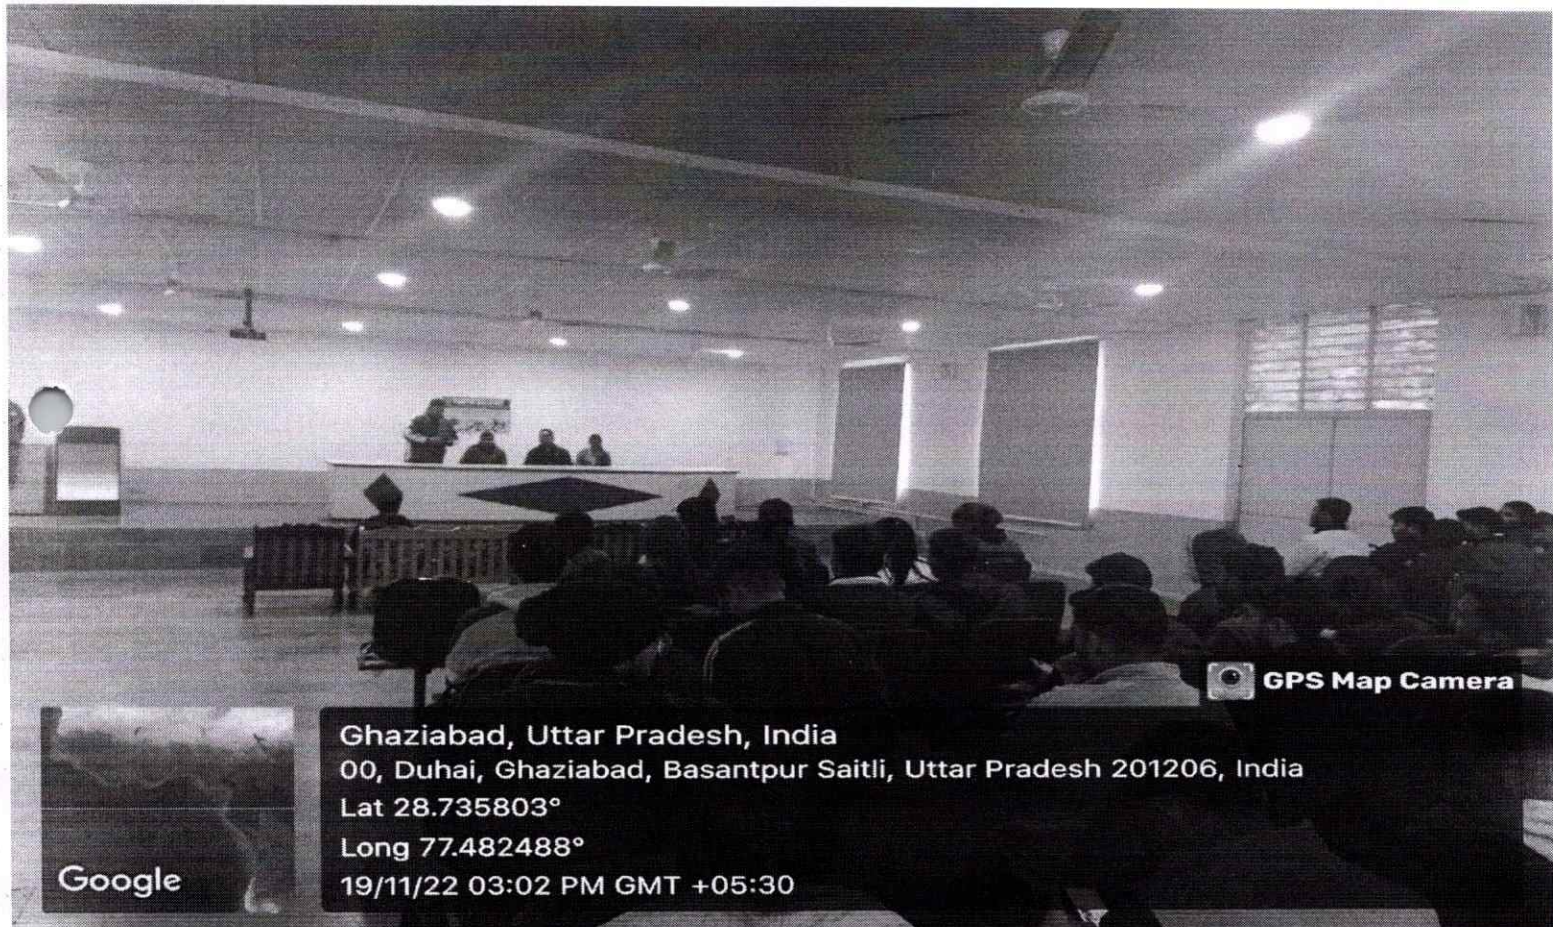 GPS Map Camera
Ghaziabad, Uttar Pradesh, India
00, Duhai, Ghaziabad, Basantpur Saitli, Uttar Pradesh 201206, India
Lat 28.735803°
Long 77.482488°
19/11/22 03:02 PM GMT +05:30
Google